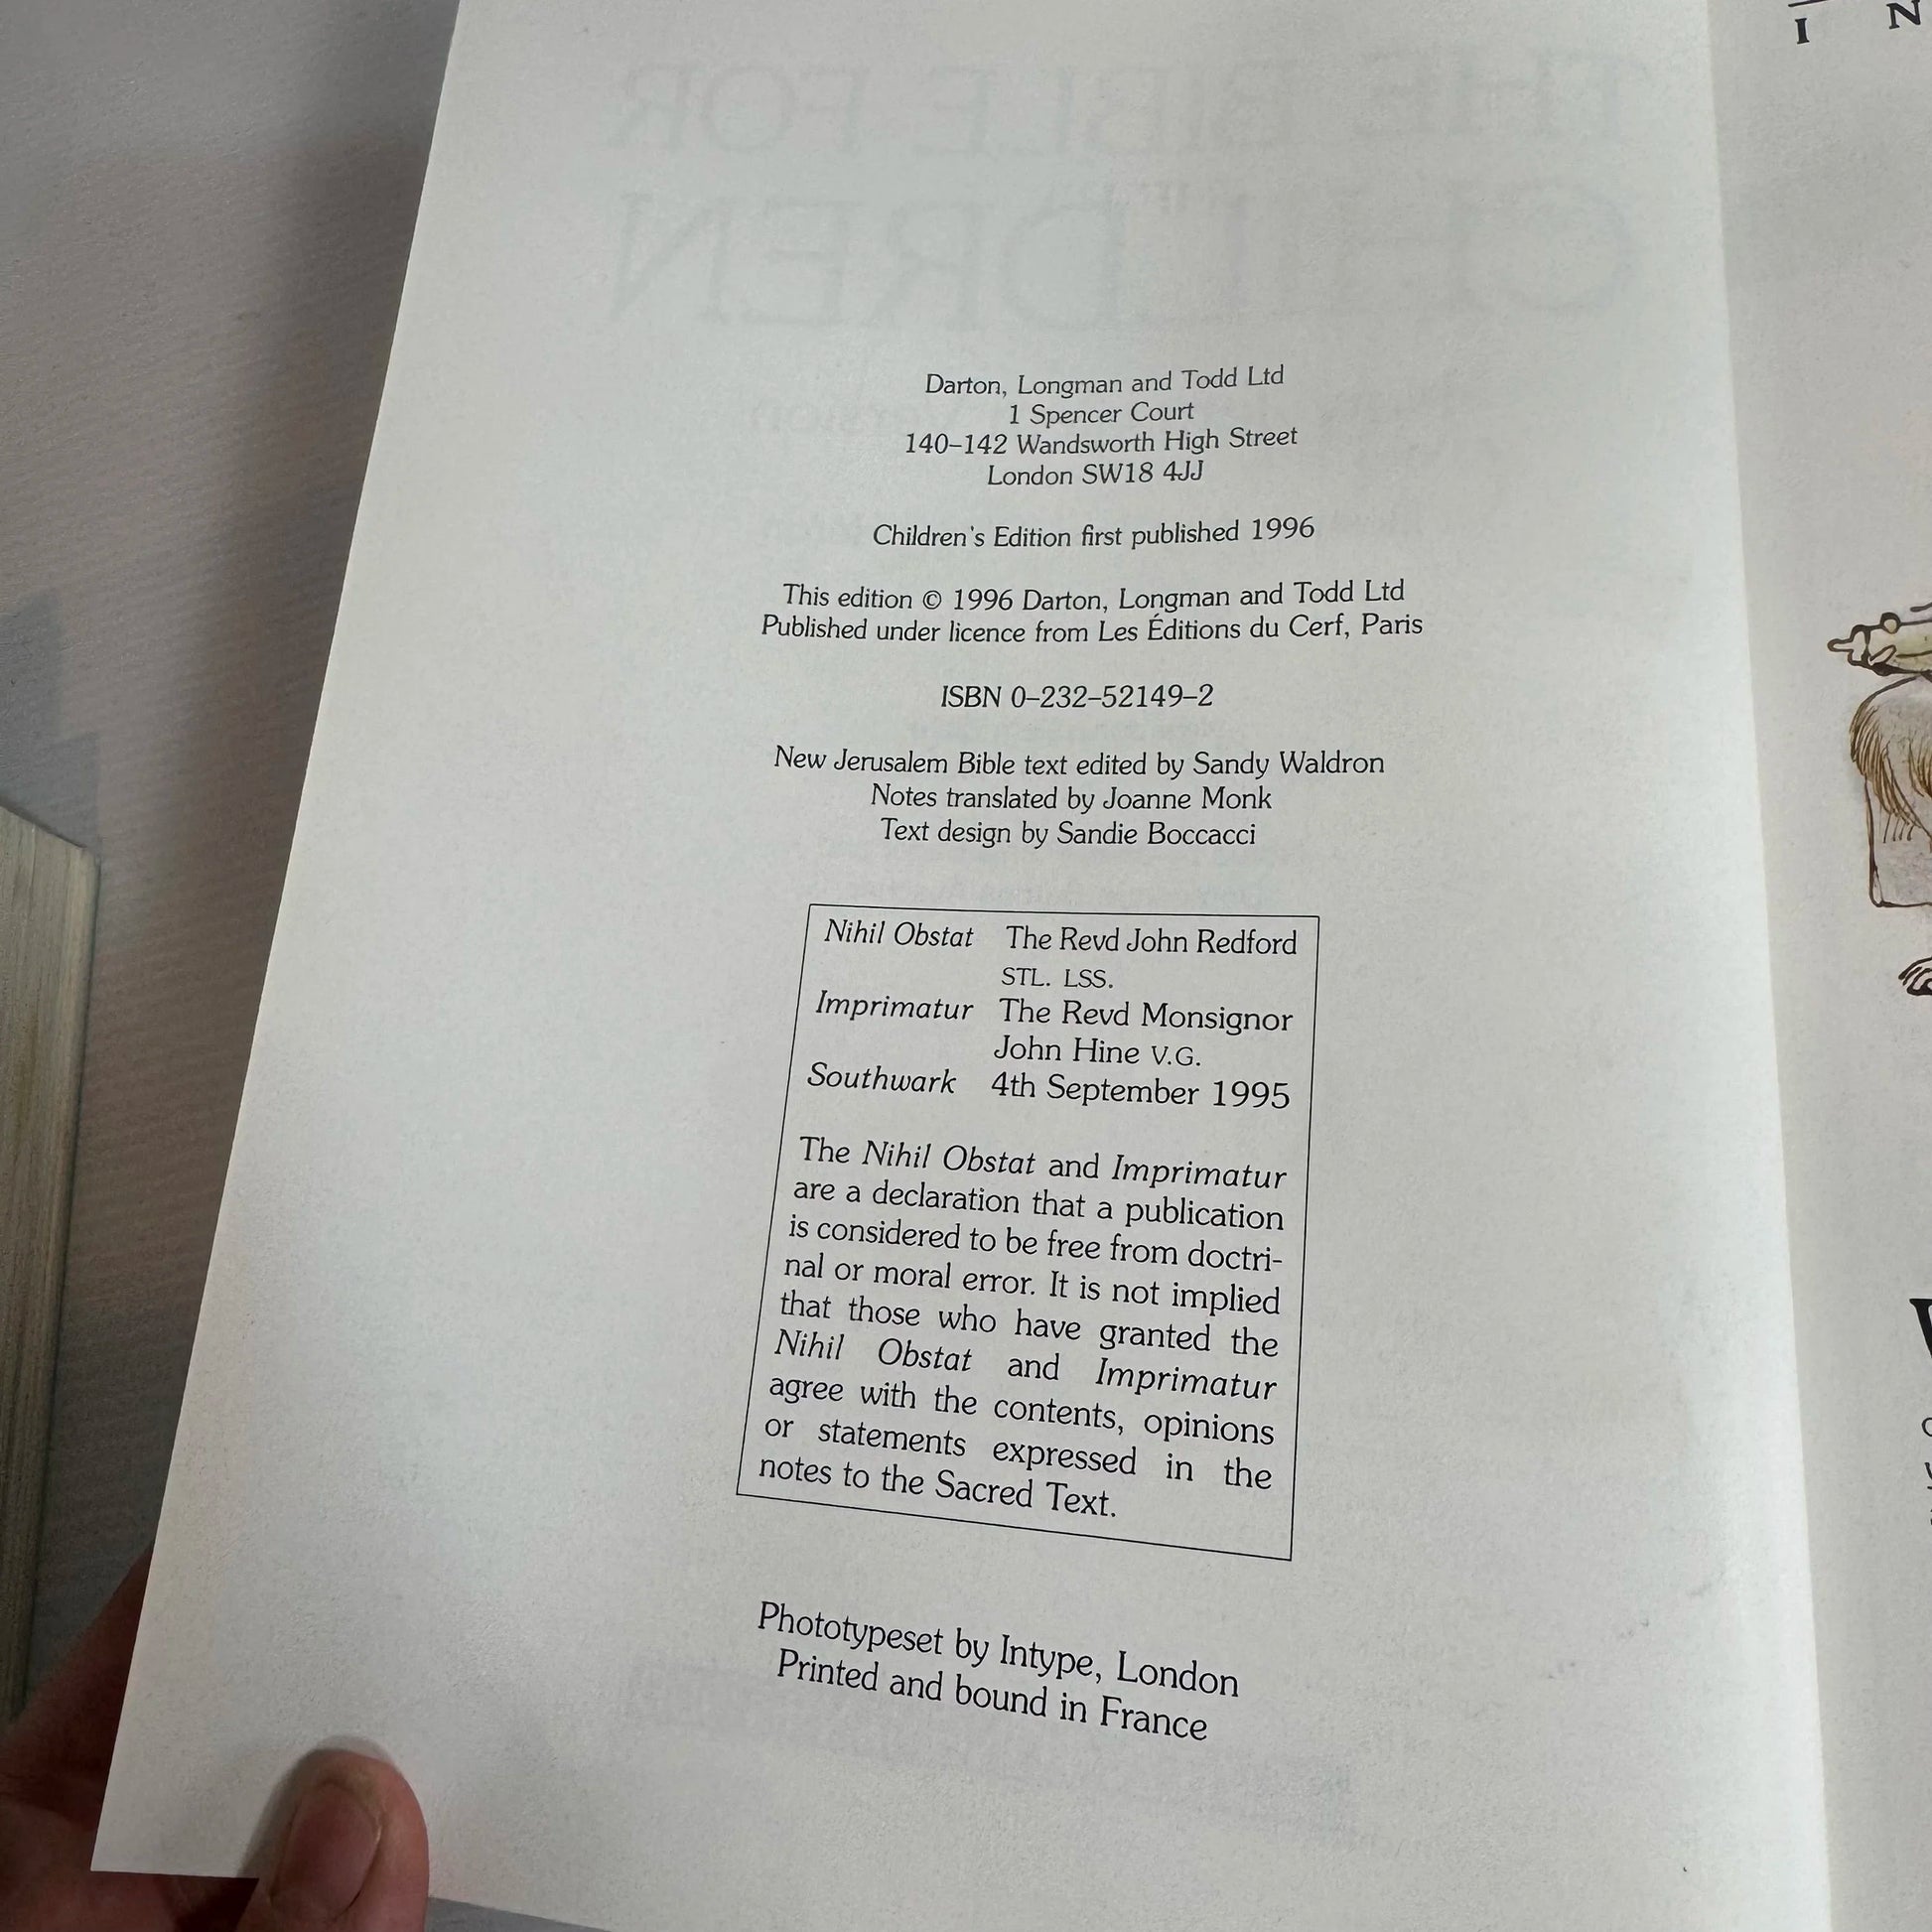 Darton, Longman and Todd Ltd
1 Spencer Court
140–142 Wandsworth High Street
London SW18 4JJ
Children's Edition first published 1996
This edition © 1996 Darton, Longman and Todd Ltd
Published under licence from Les Éditions du Cerf, Paris
ISBN 0–232–52149–2
New Jerusalem Bible text edited by Sandy Waldron
Notes translated by Joanne Monk
Text design by Sandie Boccacci
Nihil Obstat The Revd John Redford
STL. LSS.
Imprimatur The Revd Monsignor
John Hine V.G.
Southwark 4th September 1995
The Nihil Obstat and Imprimatur
are a declaration that a publication
is considered to be free from doctri-
nal or moral error. It is not implied
that those who have granted the
Nihil Obstat and Imprimatur
agree with the contents, opinions
or statements expressed in the
notes to the Sacred Text.
Phototypeset by Intype, London
Printed and bound in France
THE BIBLE FOR
CHILDREN
I N